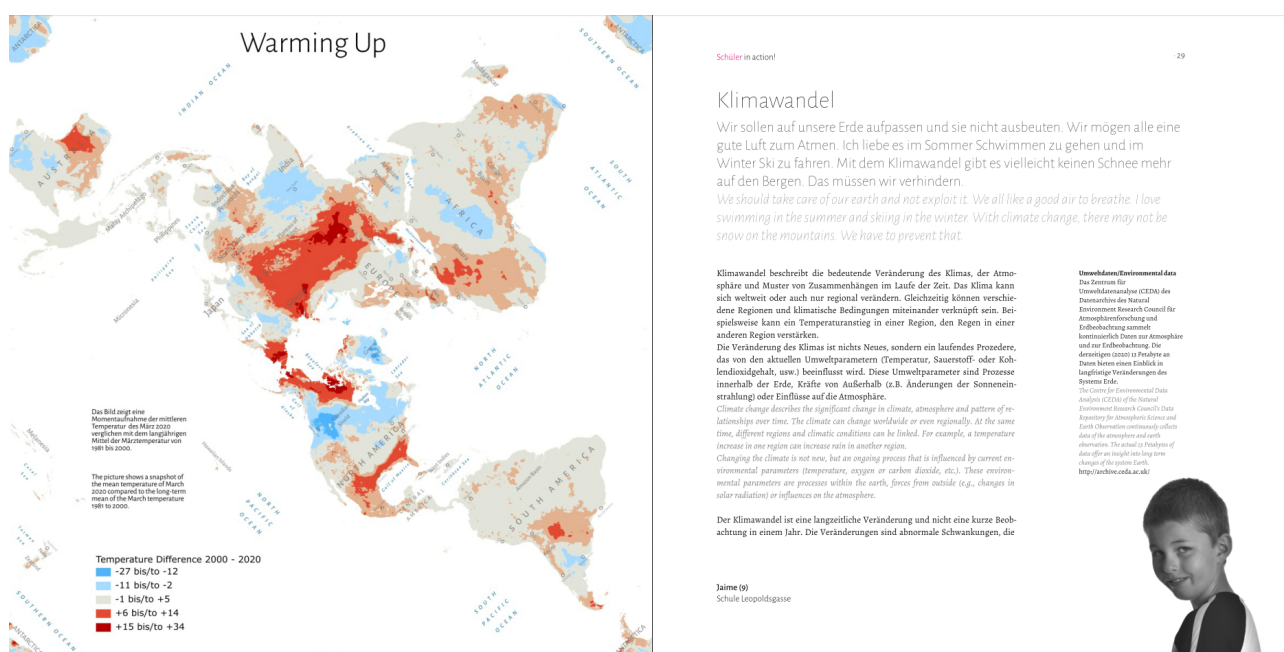 Warming Up
ANTARCTICA
SOUTHERN OCEAN
INDIAN OCEAN
Madagascar
AUSTRALIA
Malay Archipelago
Philippines
India
AFRICA
SOUTH ATLANTIC OCEAN
Micronesia
Japan
EUROPE
NORTH ATLANTIC OCEAN
NORTH AMERICA
Gulf of Mexico
Caribbean Sea
SOUTH AMERICA
Melanesia
Hawaiian Islands
NORTH PACIFIC OCEAN
SOUTH PACIFIC OCEAN
SOUTHERN OCEAN
ANTARCTICA
ANTARCTICA
Das Bild zeigt eine
Momentaufnahme der mittleren
Temperatur des März 2020
verglichen mit dem langjährigen
Mittel der Märztemperatur von
1981 bis 2000.
The picture shows a snapshot of
the mean temperature of March
2020 compared to the long-term
mean of the March temperature
1981 to 2000.
Temperature Difference 2000 - 2020
-27 bis/to -12
-11 bis/to -2
-1 bis/to +5
+6 bis/to +14
+15 bis/to +34
Schüler in action!
29
Klimawandel
Wir sollen auf unsere Erde aufpassen und sie nicht ausbeuten. Wir mögen alle eine
gute Luft zum Atmen. Ich liebe es im Sommer Schwimmen zu gehen und im
Winter Ski zu fahren. Mit dem Klimawandel gibt es vielleicht keinen Schnee mehr
auf den Bergen. Das müssen wir verhindern.
We should take care of our earth and not exploit it. We all like a good air to breathe. I love
swimming in the summer and skiing in the winter. With climate change, there may not be
snow on the mountains. We have to prevent that.
Klimawandel beschreibt die bedeutende Veränderung des Klimas, der Atmo-
sphäre und Muster von Zusammenhängen im Laufe der Zeit. Das Klima kann
sich weltweit oder auch nur regional verändern. Gleichzeitig können verschie-
dene Regionen und klimatische Bedingungen miteinander verknüpft sein. Bei-
spielsweise kann ein Temperaturanstieg in einer Region, den Regen in einer
anderen Region verstärken.
Die Veränderung des Klimas ist nichts Neues, sondern ein laufendes Prozedere,
das von den aktuellen Umweltparametern (Temperatur, Sauerstoff- oder Koh-
lendioxidgehalt, usw.) beeinflusst wird. Diese Umweltparameter sind Prozesse
innerhalb der Erde, Kräfte von Außerhalb (z.B. Änderungen der Sonnenein-
strahlung) oder Einflüsse auf die Atmosphäre.
Climate change describes the significant change in climate, atmosphere and pattern of re-
lationships over time. The climate can change worldwide or even regionally. At the same
time, different regions and climatic conditions can be linked. For example, a temperature
increase in one region can increase rain in another region.
Changing the climate is not new, but an ongoing process that is influenced by current en-
vironmental parameters (temperature, oxygen or carbon dioxide, etc.). These environ-
mental parameters are processes within the earth, forces from outside (e.g., changes in
solar radiation) or influences on the atmosphere.
Der Klimawandel ist eine langzeitliche Veränderung und nicht eine kurze Beob-
achtung in einem Jahr. Die Veränderungen sind abnormale Schwankungen, die
Jaime (9)
Schule Leopoldsgasse
Umweltdaten/Environmental data
Das Zentrum für
Umweltdatenanalyse (CEDA) des
Datenarchivs des Natural
Environment Research Council für
Atmosphärenforschung und
Erdbeobachtung sammelt
kontinuierlich Daten zur Atmosphäre
und zur Erdbeobachtung. Die
derzeitigen (2020) 12 Petabyte an
Daten bieten einen Einblick in
langfristige Veränderungen des
Systems Erde.
The Centre for Environmental Data
Analysis (CEDA) of the Natural
Environment Research Council's Data
Repository for Atmospheric Science and
Earth Observation continuously collects
data of the atmosphere and earth
observation. The actual 12 Petabytes of
data offer an insight into long term
changes of the system Earth.
http://archive.ceda.ac.uk/